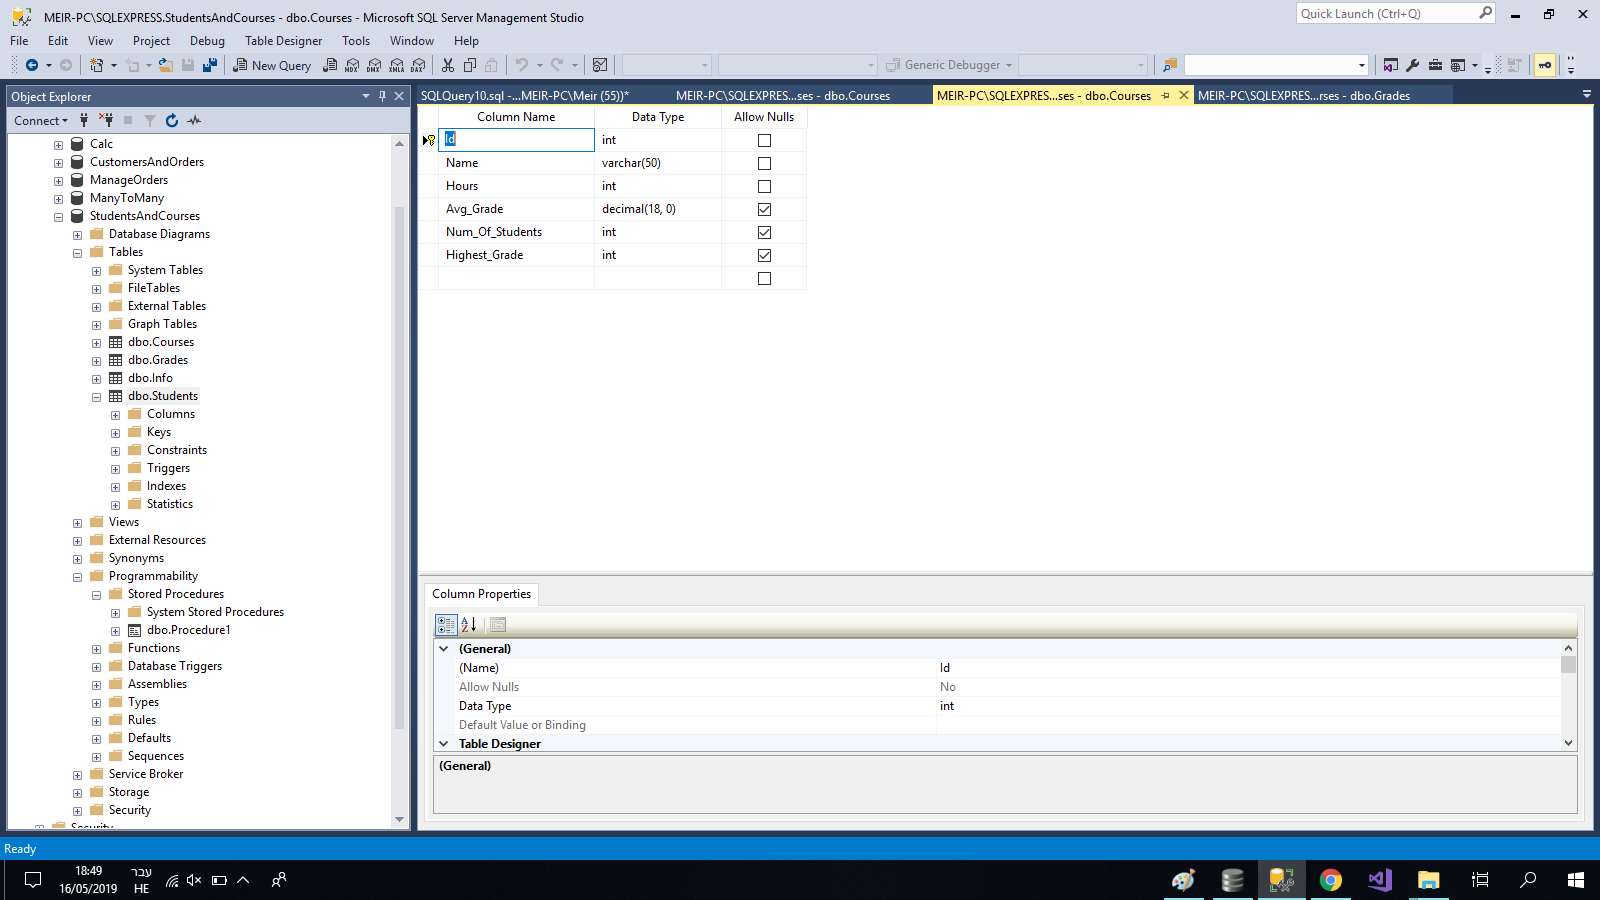 MEIR-PC\SQLEXPRESS.StudentsAndCourses - dbo.Courses - Microsoft SQL Server Management Studio
Quick Launch (Ctrl+Q)
File Edit View Project Debug Table Designer Tools Window Help
New Query MDX DMX XMLA DAX Generic Debugger
Object Explorer
Connect
Calc
CustomersAndOrders
ManageOrders
ManyToMany
StudentsAndCourses
Database Diagrams
Tables
System Tables
FileTables
External Tables
Graph Tables
dbo.Courses
dbo.Grades
dbo.Info
dbo.Students
Columns
Keys
Constraints
Triggers
Indexes
Statistics
Views
External Resources
Synonyms
Programmability
Stored Procedures
System Stored Procedures
dbo.Procedure1
Functions
Database Triggers
Assemblies
Types
Rules
Defaults
Sequences
Service Broker
Storage
Security
Security
SQLQuery10.sql -...MEIR-PC\Meir (55))* MEIR-PC\SQLEXPRES...ses - dbo.Courses MEIR-PC\SQLEXPRES...ses - dbo.Courses MEIR-PC\SQLEXPRES...rses - dbo.Grades
Column Name Data Type Allow Nulls
Id int
Name varchar(50)
Hours int
Avg_Grade decimal(18, 0)
Num_Of_Students int
Highest_Grade int
Column Properties
(General)
(Name) Id
Allow Nulls No
Data Type int
Default Value or Binding
Table Designer
(General)
Ready
18:49
16/05/2019
עבר
HE